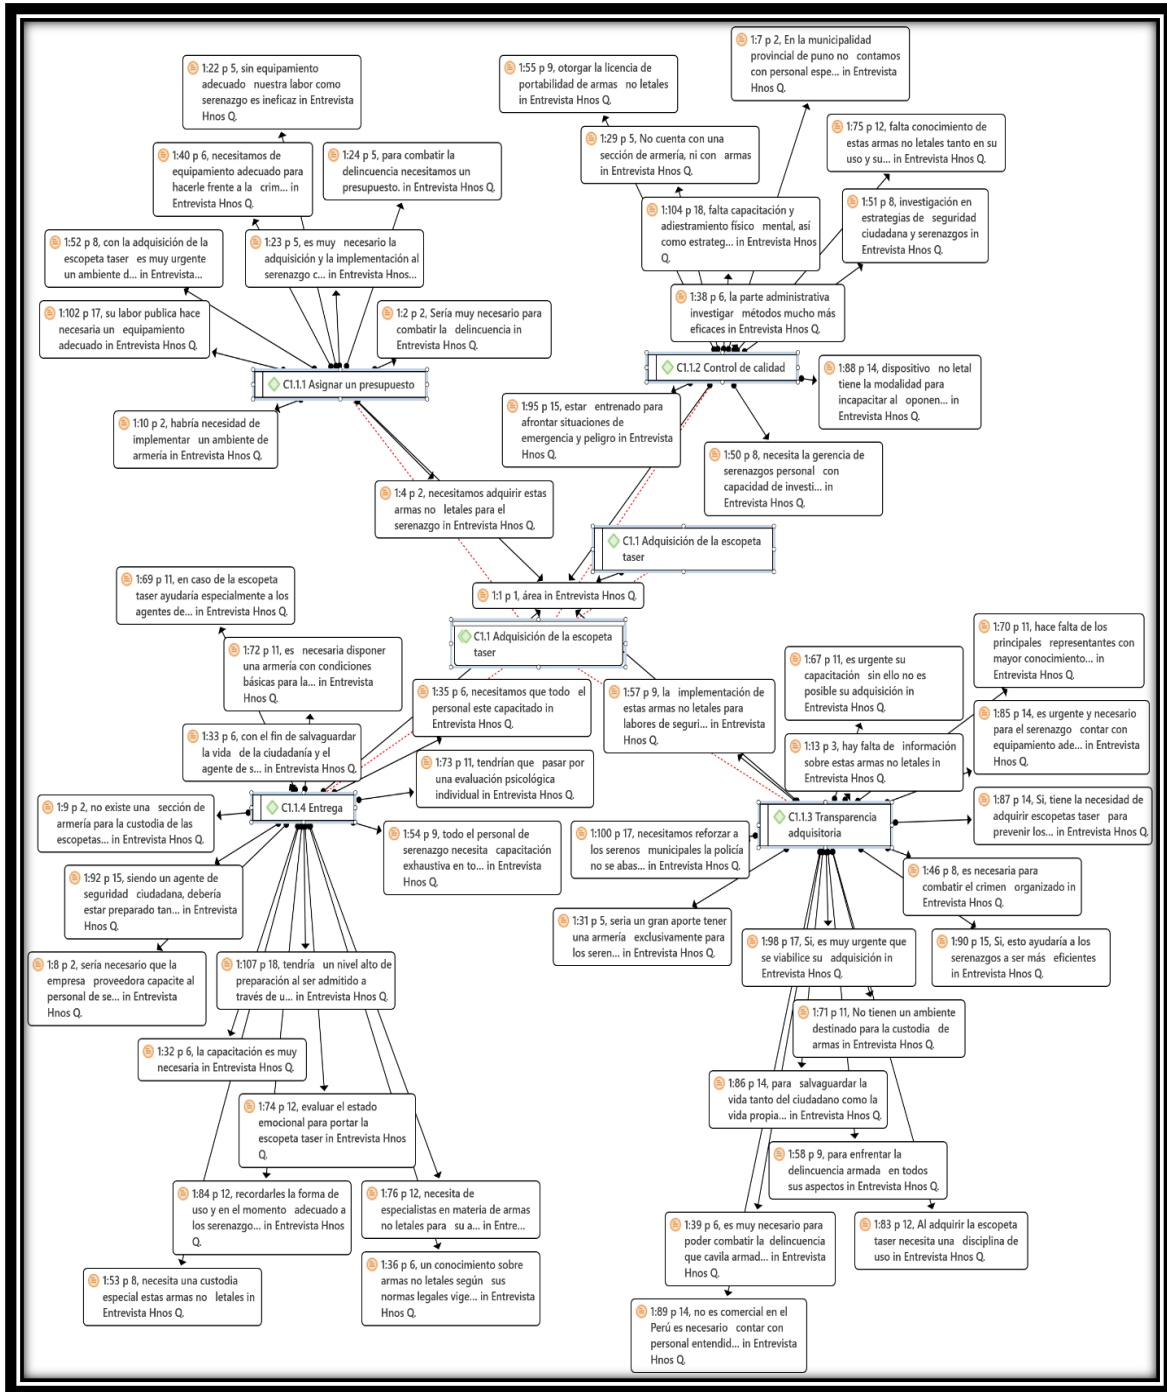 1:7 p 2, En la municipalidad
provincial de puno no contamos
con personal espe... in Entrevista
Hnos Q.
1:22 p 5, sin equipamiento
adecuado nuestra labor como
serenazgo es ineficaz in Entrevista
Hnos Q.
1:55 p 9, otorgar la licencia de
portabilidad de armas no letales
in Entrevista Hnos Q.
1:75 p 12, falta conocimiento de
estas armas no letales tanto en su
uso y su... in Entrevista Hnos Q.
1:29 p 5, No cuenta con una
sección de armería, ni con armas
in Entrevista Hnos Q.
1:40 p 6, necesitamos de
equipamiento adecuado para
hacerle frente a la crim... in
Entrevista Hnos Q.
1:24 p 5, para combatir la
delincuencia necesitamos un
presupuesto. in Entrevista Hnos Q.
1:51 p 8, investigación en
estrategias de seguridad
ciudadana y serenazgos in
Entrevista Hnos Q.
1:104 p 18, falta capacitación y
adiestramiento físico mental, así
como estrateg... in Entrevista Hnos
Q.
1:52 p 8, con la adquisición de la
escopeta taser es muy urgente
un ambiente d... in Entrevista...
1:23 p 5, es muy necesario la
adquisición y la implementación al
serenazgo c... in Entrevista Hnos...
1:38 p 6, la parte administrativa
investigar métodos mucho más
eficaces in Entrevista Hnos Q.
1:102 p 17, su labor publica hace
necesaria un equipamiento
adecuado in Entrevista Hnos Q.
1:2 p 2, Sería muy necesario para
combatir la delincuencia in
Entrevista Hnos Q.
C1.1.2 Control de calidad
1:88 p 14, dispositivo no letal
tiene la modalidad para
incapacitar al oponen... in
Entrevista Hnos Q.
C1.1.1 Asignar un presupuesto
1:95 p 15, estar entrenado para
afrontar situaciones de
emergencia y peligro in Entrevista
Hnos Q.
1:10 p 2, habría necesidad de
implementar un ambiente de
armería in Entrevista Hnos Q.
1:50 p 8, necesita la gerencia de
serenazgos personal con
capacidad de investi... in
Entrevista Hnos Q.
1:4 p 2, necesitamos adquirir estas
armas no letales para el
serenazgo in Entrevista Hnos Q.
C1.1 Adquisición de la escopeta
taser
1:69 p 11, en caso de la escopeta
taser ayudaría especialmente a los
agentes de... in Entrevista Hnos Q.
1:1 p 1, área in Entrevista Hnos Q.
C1.1 Adquisición de la escopeta
taser
1:70 p 11, hace falta de los
principales representantes con
mayor conocimiento... in
Entrevista Hnos Q.
1:72 p 11, es necesaria disponer
una armería con condiciones
básicas para la... in Entrevista
Hnos Q.
1:67 p 11, es urgente su
capacitación sin ello no es
posible su adquisición in
Entrevista Hnos Q.
1:35 p 6, necesitamos que todo el
personal este capacitado in
Entrevista Hnos Q.
1:57 p 9, la implementación de
estas armas no letales para
labores de seguri... in Entrevista
Hnos Q.
1:85 p 14, es urgente y necesario
para el serenazgo contar con
equipamiento ade... in Entrevista
Hnos Q.
1:33 p 6, con el fin de salvaguardar
la vida de la ciudadanía y el
agente de s... in Entrevista Hnos Q.
1:13 p 3, hay falta de información
sobre estas armas no letales in
Entrevista Hnos Q.
1:73 p 11, tendrían que pasar por
una evaluación psicológica
individual in Entrevista Hnos Q.
1:9 p 2, no existe una sección de
armería para la custodia de las
escopetas... in Entrevista Hnos Q.
C1.1.4 Entrega
1:87 p 14, Si, tiene la necesidad de
adquirir escopetas taser para
prevenir los... in Entrevista Hnos Q.
C1.1.3 Transparencia
adquisitoria
1:54 p 9, todo el personal de
serenazgo necesita capacitación
exhaustiva en to... in Entrevista
Hnos Q.
1:100 p 17, necesitamos reforzar a
los serenos municipales la policía
no se abas... in Entrevista Hnos Q.
1:92 p 15, siendo un agente de
seguridad ciudadana, debería
estar preparado tan... in Entrevista
Hnos Q.
1:46 p 8, es necesaria para
combatir el crimen organizado in
Entrevista Hnos Q.
1:31 p 5, seria un gran aporte tener
una armería exclusivamente para
los seren... in Entrevista Hnos Q.
1:98 p 17, Si, es muy urgente que
se viabilice su adquisición in
Entrevista Hnos Q.
1:90 p 15, Si, esto ayudaría a los
serenazgos a ser más eficientes
in Entrevista Hnos Q.
1:8 p 2, sería necesario que la
empresa proveedora capacite al
personal de se... in Entrevista
Hnos Q.
1:107 p 18, tendría un nivel alto de
preparación al ser admitido a
través de u... in Entrevista Hnos Q.
1:71 p 11, No tienen un ambiente
destinado para la custodia de
armas in Entrevista Hnos Q.
1:32 p 6, la capacitación es muy
necesaria in Entrevista Hnos Q.
1:86 p 14, para salvaguardar la
vida tanto del ciudadano como la
vida propia... in Entrevista Hnos Q.
1:74 p 12, evaluar el estado
emocional para portar la
escopeta taser in Entrevista Hnos
Q.
1:58 p 9, para enfrentar la
delincuencia armada en todos
sus aspectos in Entrevista Hnos Q.
1:84 p 12, recordarles la forma de
uso y en el momento adecuado a
los serenazgo... in Entrevista Hnos
Q.
1:76 p 12, necesita de
especialistas en materia de armas
no letales para su a... in Entre...
1:39 p 6, es muy necesario para
poder combatir la delincuencia
que cavila armad... in Entrevista
Hnos Q.
1:83 p 12, Al adquirir la escopeta
taser necesita una disciplina de
uso in Entrevista Hnos Q.
1:53 p 8, necesita una custodia
especial estas armas no letales in
Entrevista Hnos Q.
1:36 p 6, un conocimiento sobre
armas no letales según sus
normas legales vige... in Entrevista
Hnos Q.
1:89 p 14, no es comercial en el
Perú es necesario contar con
personal entendid... in Entrevista
Hnos Q.